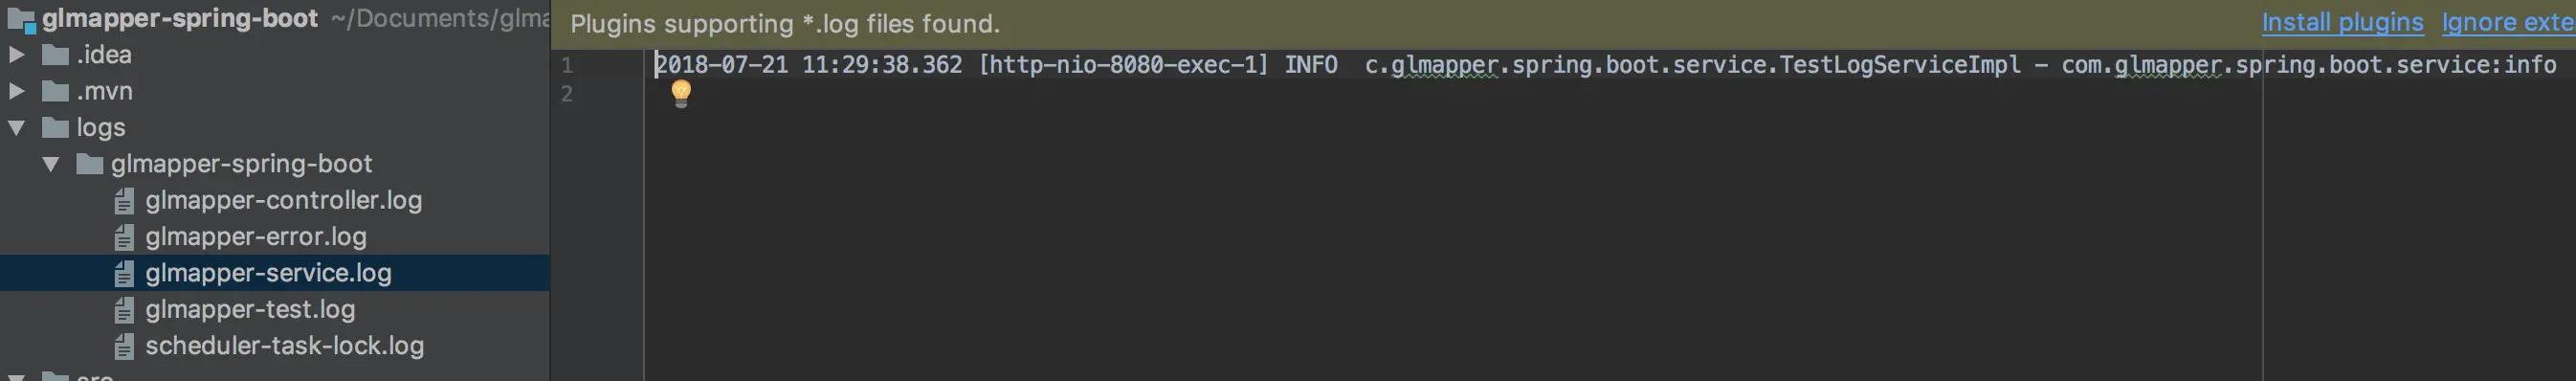 glmapper-spring-boot ~/Documents/glma
.idea
.mvn
logs
glmapper-spring-boot
glmapper-controller.log
glmapper-error.log
glmapper-service.log
glmapper-test.log
scheduler-task-lock.log
src
Plugins supporting *.log files found.
Install plugins Ignore exte
1 2018-07-21 11:29:38.362 [http-nio-8080-exec-1] INFO  c.glmapper.spring.boot.service.TestLogServiceImpl - com.glmapper.spring.boot.service:info
2